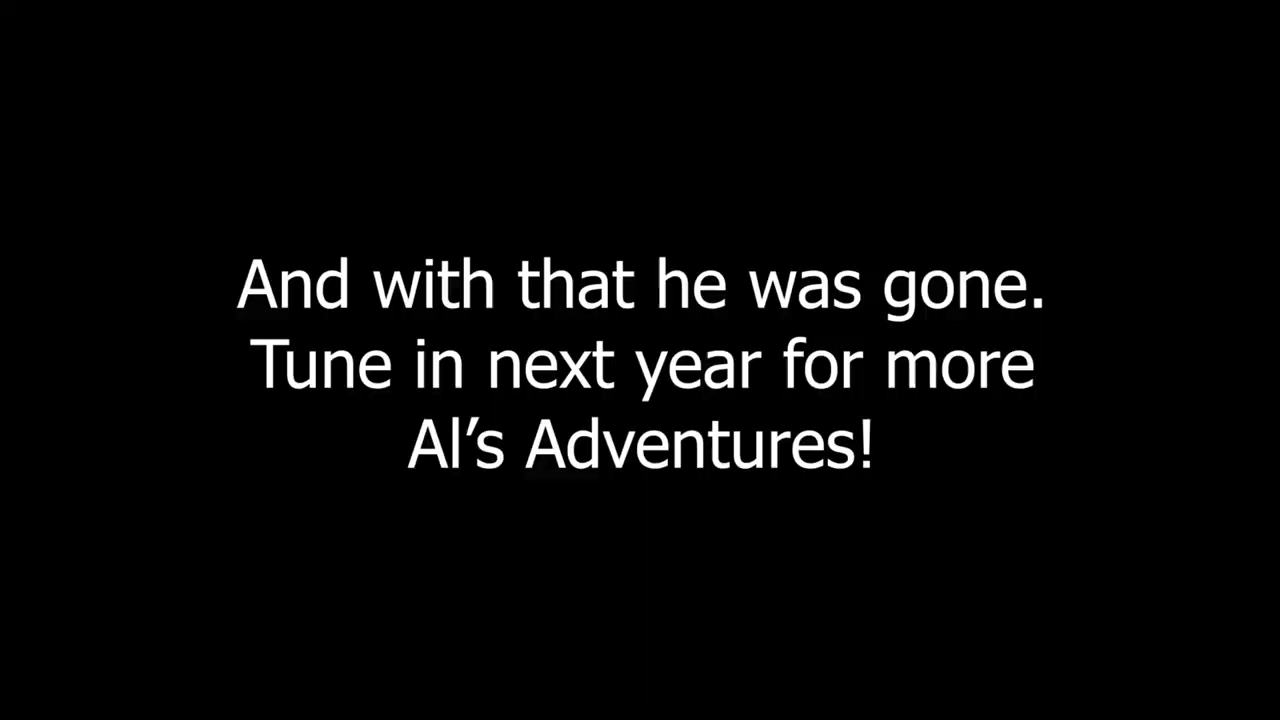 And with that he was gone.
Tune in next year for more
Al’s Adventures!